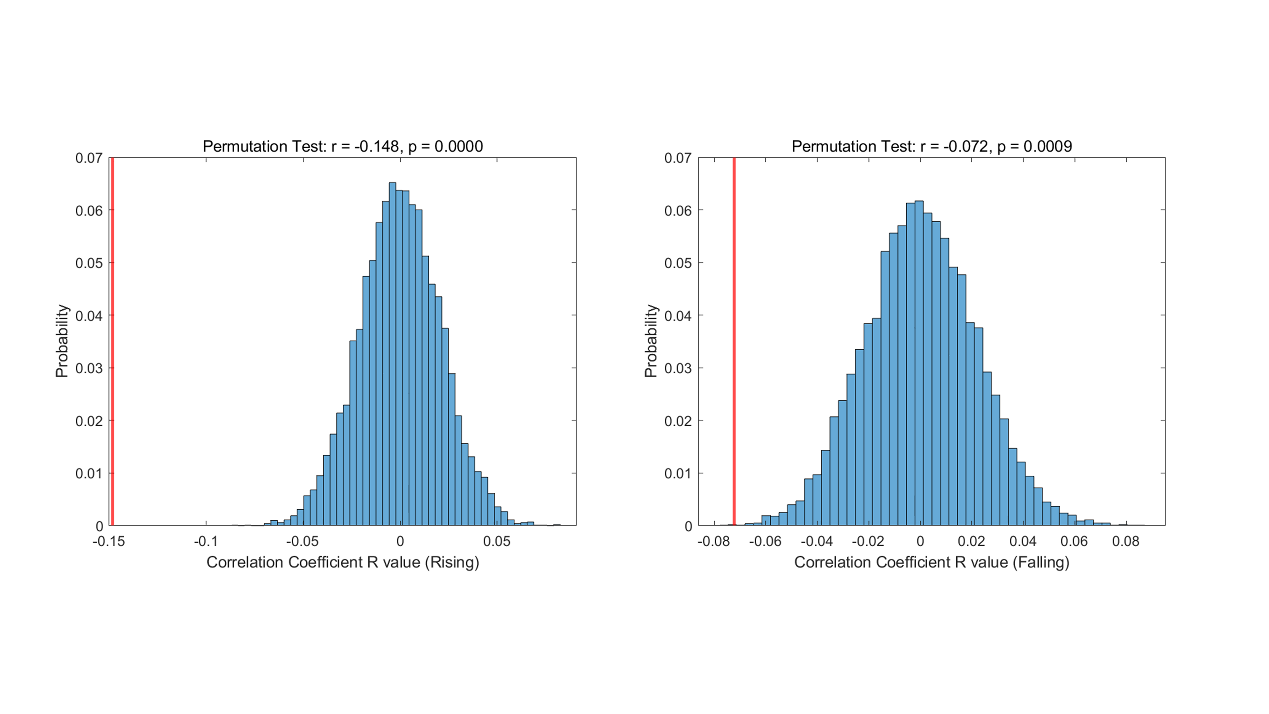 Permutation Test: r = -0.148, p = 0.0000
0.07
0.06
0.05
0.04
0.03
0.02
0.01
0
Probability
-0.15 -0.1 -0.05 0 0.05
Correlation Coefficient R value (Rising)
Permutation Test: r = -0.072, p = 0.0009
0.07
0.06
0.05
0.04
0.03
0.02
0.01
0
Probability
-0.08 -0.06 -0.04 -0.02 0 0.02 0.04 0.06 0.08
Correlation Coefficient R value (Falling)